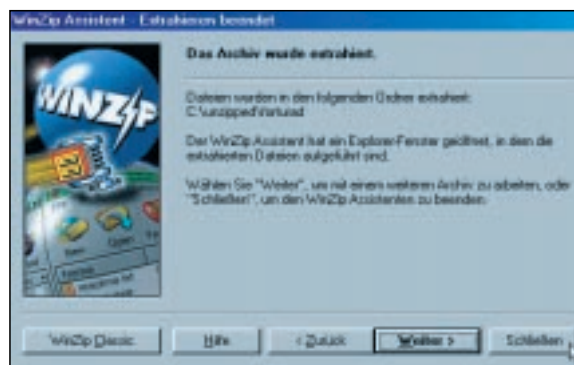 WinZip Assistent - Extrahieren beendet
WINZIP
Das Archiv wurde extrahiert.
Dateien wurden in den folgenden Ordner extrahiert:
C:\unzipped\
Der WinZip Assistent hat ein Explorer-Fenster geöffnet, in dem die
extrahierten Dateien aufgeführt sind.
Wählen Sie "Weiter", um mit einem weiteren Archiv zu arbeiten, oder
"Schließen", um den WinZip Assistenten zu beenden.
New Open
WinZip Classic Hilfe < Zurück Weiter > Schließen